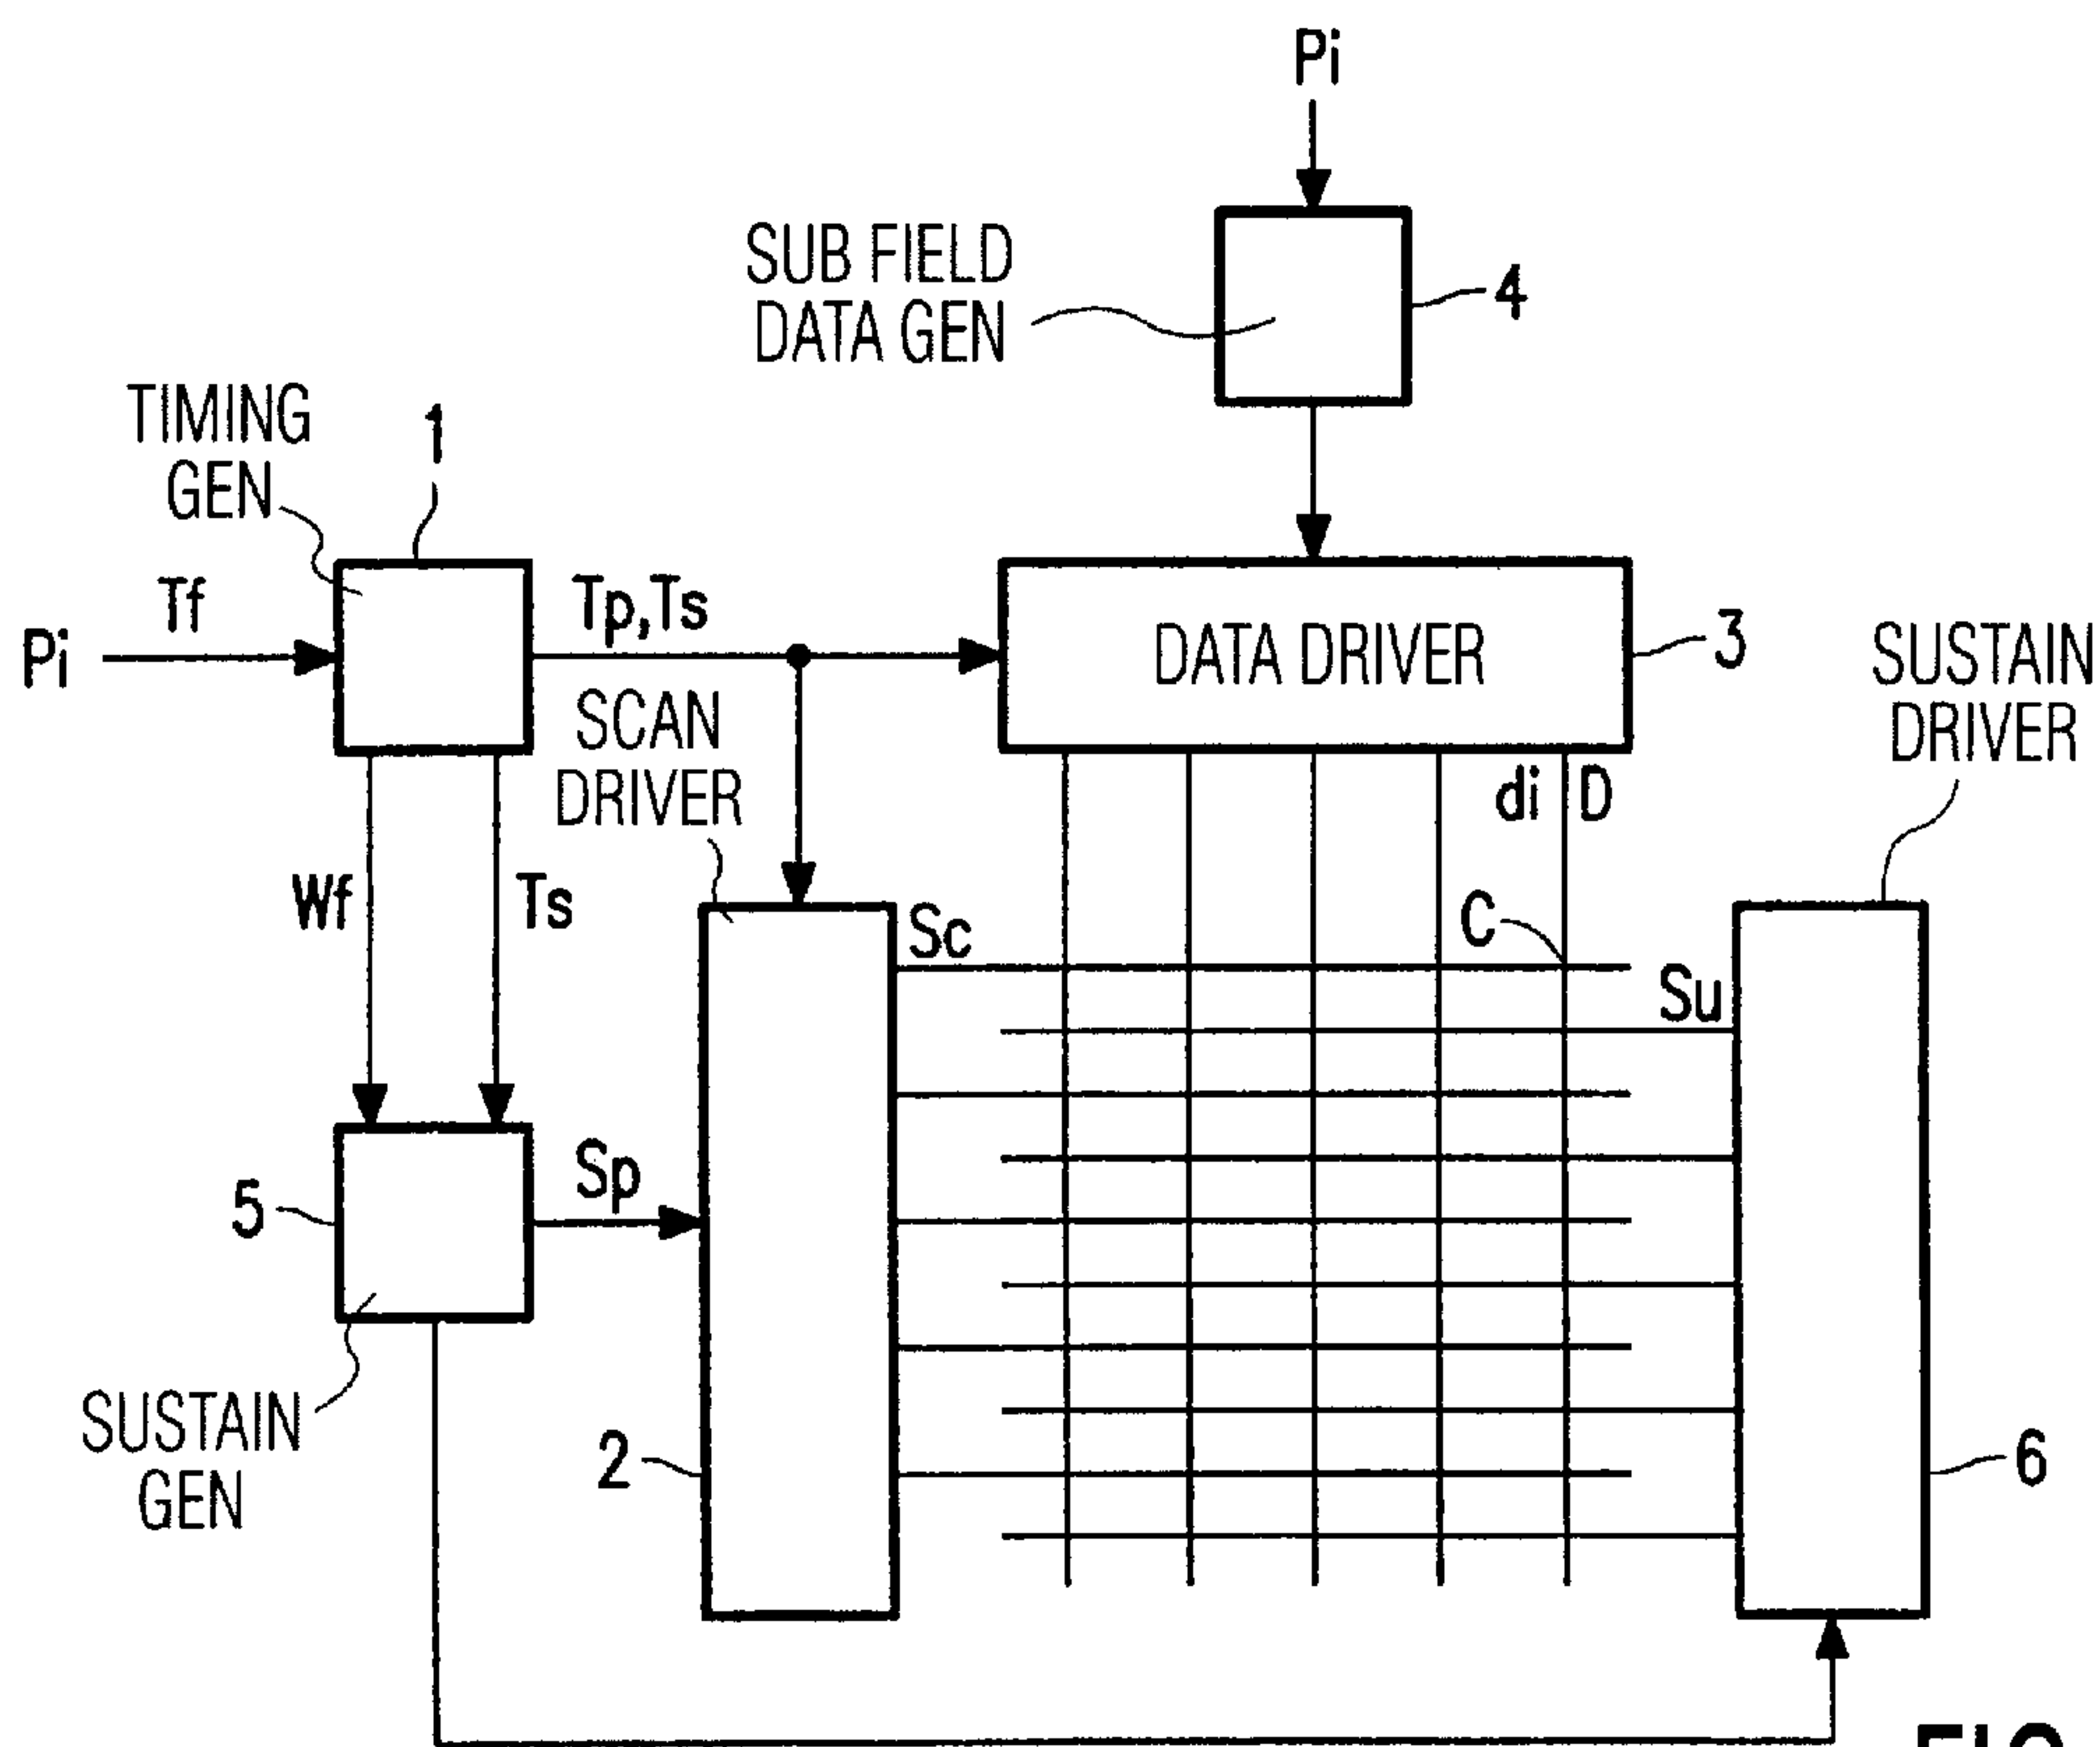 Pi
SUB FIELD
DATA GEN
4
TIMING
GEN
1
Tf
Pi
Tp,Ts
DATA DRIVER
3
SUSTAIN
DRIVER
SCAN
DRIVER
di
D
Wf
Ts
Sc
C
Su
5
Sp
SUSTAIN
GEN
2
6